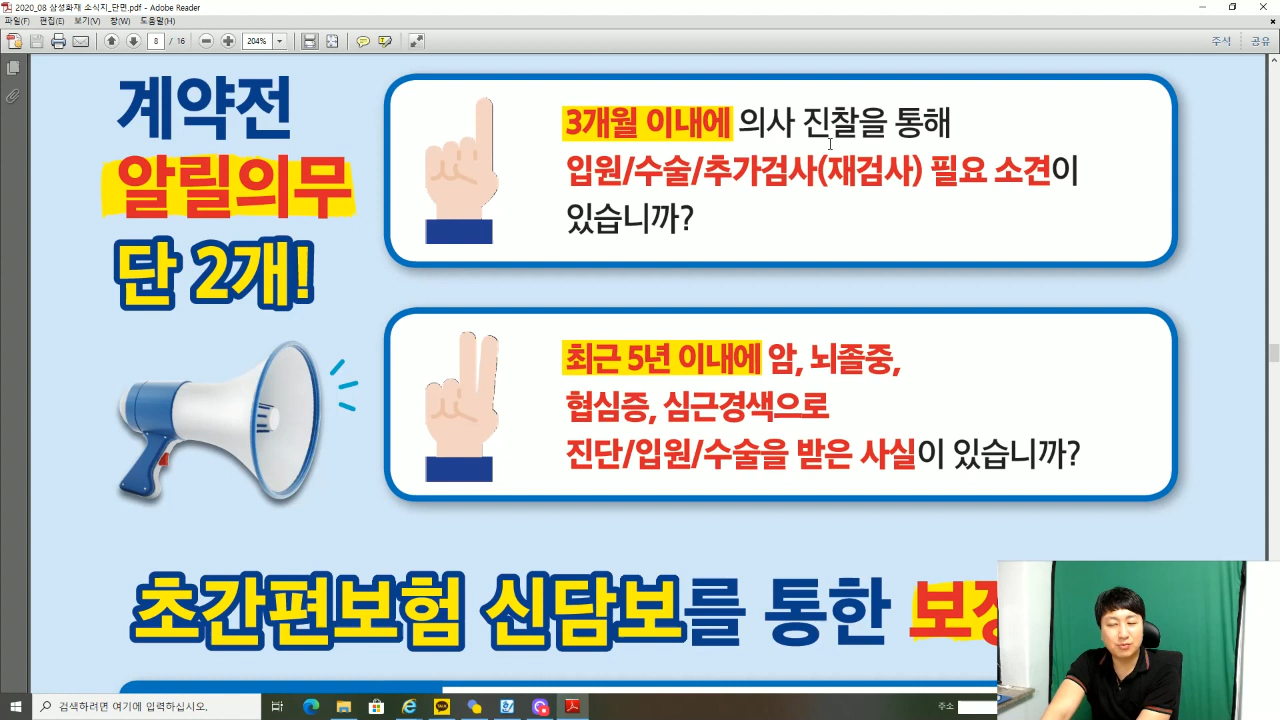 2020_08 삼성화재 소식지_단면.pdf - Adobe Reader
파일(F) 편집(E) 보기(V) 창(W) 도움말(H)
8 / 16 204% 주석 공유
계약전
알릴의무
단 2개!
3개월 이내에 의사 진찰을 통해
입원/수술/추가검사(재검사) 필요 소견이
있습니까?
최근 5년 이내에 암, 뇌졸중,
협심증, 심근경색으로
진단/입원/수술을 받은 사실이 있습니까?
초간편보험 신담보를 통한 보장
검색하려면 여기에 입력하십시오.
TALK
주소